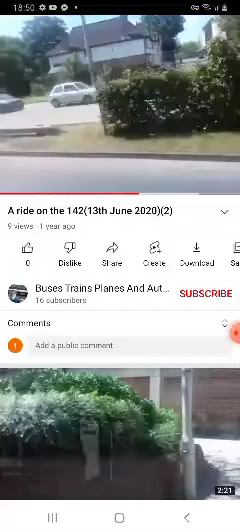 18:50
A ride on the 142(13th June 2020)(2)
9 views · 1 year ago
0
Dislike
Share
Create
Download
Sa
Buses Trains Planes And Aut...
16 subscribers
SUBSCRIBE
Comments
Add a public comment
2:21